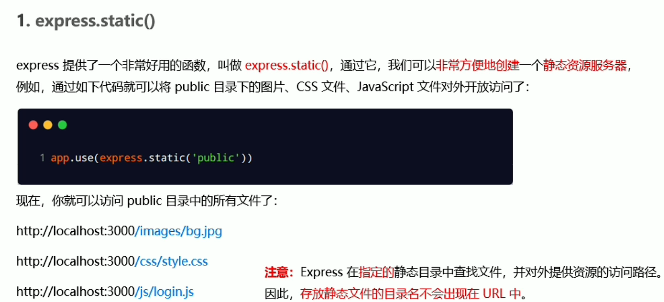 1. express.static()
express 提供了一个非常好用的函数，叫做 express.static()，通过它，我们可以非常方便地创建一个静态资源服务器，
例如，通过如下代码就可以将 public 目录下的图片、CSS 文件、JavaScript 文件对外开放访问了：
1 app.use(express.static('public'))
现在，你就可以访问 public 目录中的所有文件了：
http://localhost:3000/images/bg.jpg
http://localhost:3000/css/style.css
http://localhost:3000/js/login.js
注意：Express 在指定的静态目录中查找文件，并对外提供资源的访问路径。
因此，存放静态文件的目录名不会出现在 URL 中。